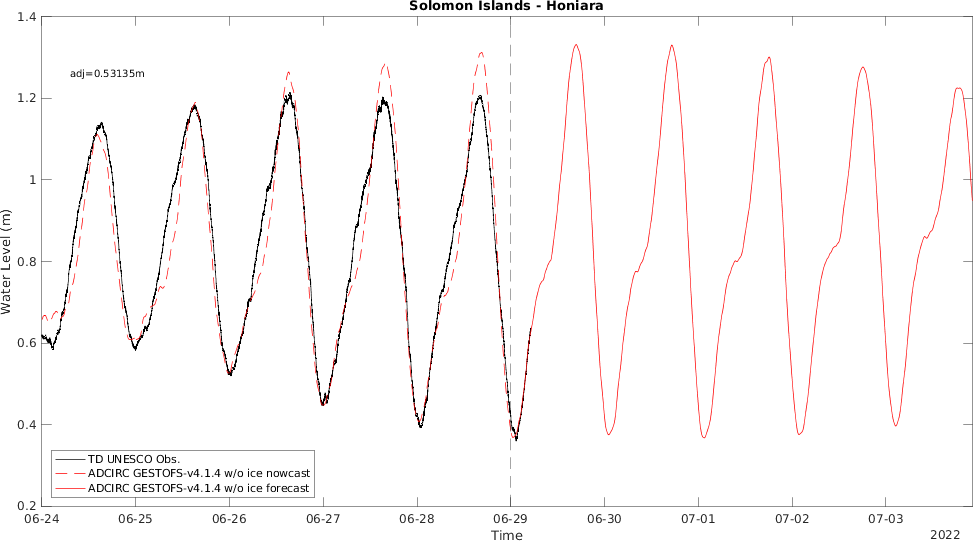 Solomon Islands - Honiara
1.4
adj=0.53135m
1.2
1
0.8
0.6
0.4
0.2
Water Level (m)
TD UNESCO Obs.
ADCIRC GESTOFS-v4.1.4 w/o ice nowcast
ADCIRC GESTOFS-v4.1.4 w/o ice forecast
06-24 06-25 06-26 06-27 06-28 06-29 06-30 07-01 07-02 07-03
Time
2022